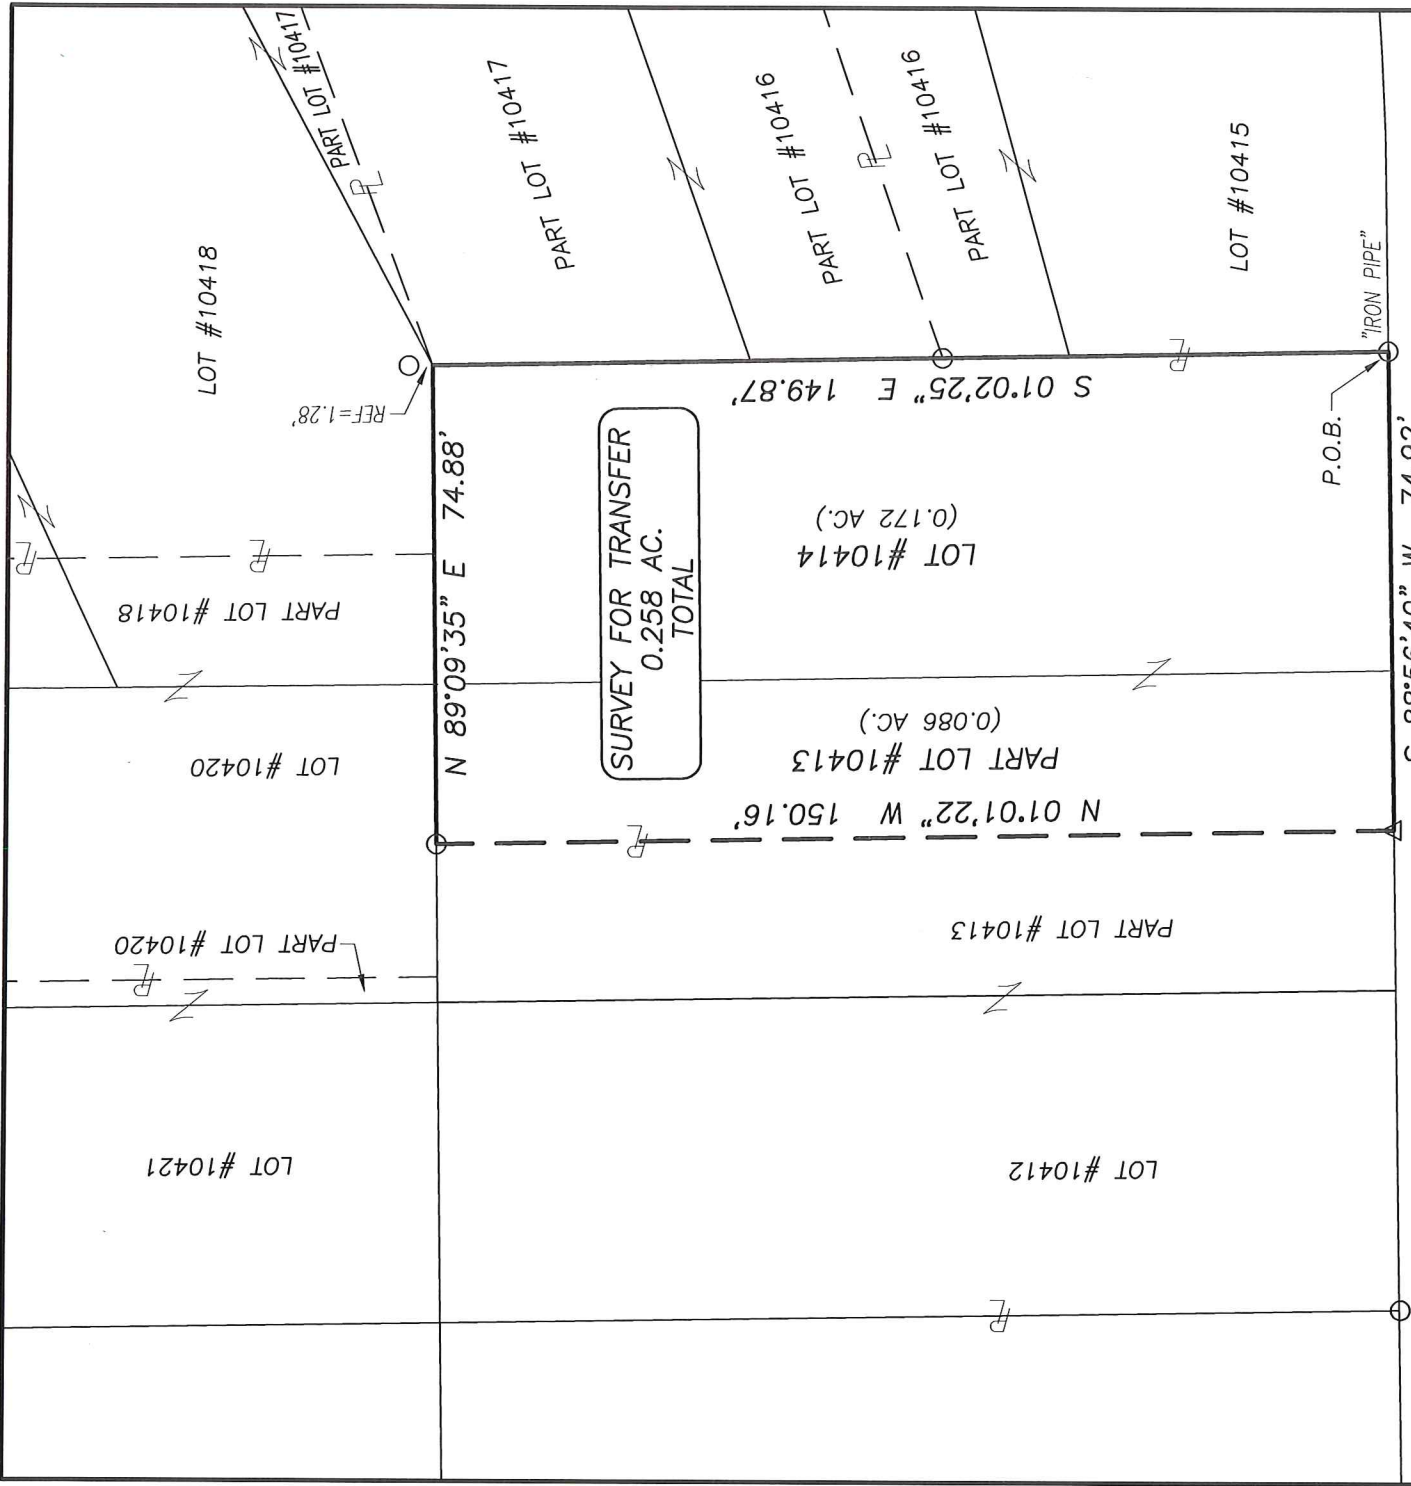 LOT #10418
PART LOT #10417
PART LOT #10417
PART LOT #10416
PART LOT #10416
LOT #10415
"IRON PIPE"
P.O.B.
REF=1.28'
PART LOT #10418
LOT #10420
PART LOT #10420
LOT #10421
N 89°09'35" E 74.88'
SURVEY FOR TRANSFER
0.258 AC.
TOTAL
S 01°02'25" E 149.87'
LOT #10414
(0.172 AC.)
PART LOT #10413
(0.086 AC.)
N 01°01'22" W 150.16'
PART LOT #10413
LOT #10412
W